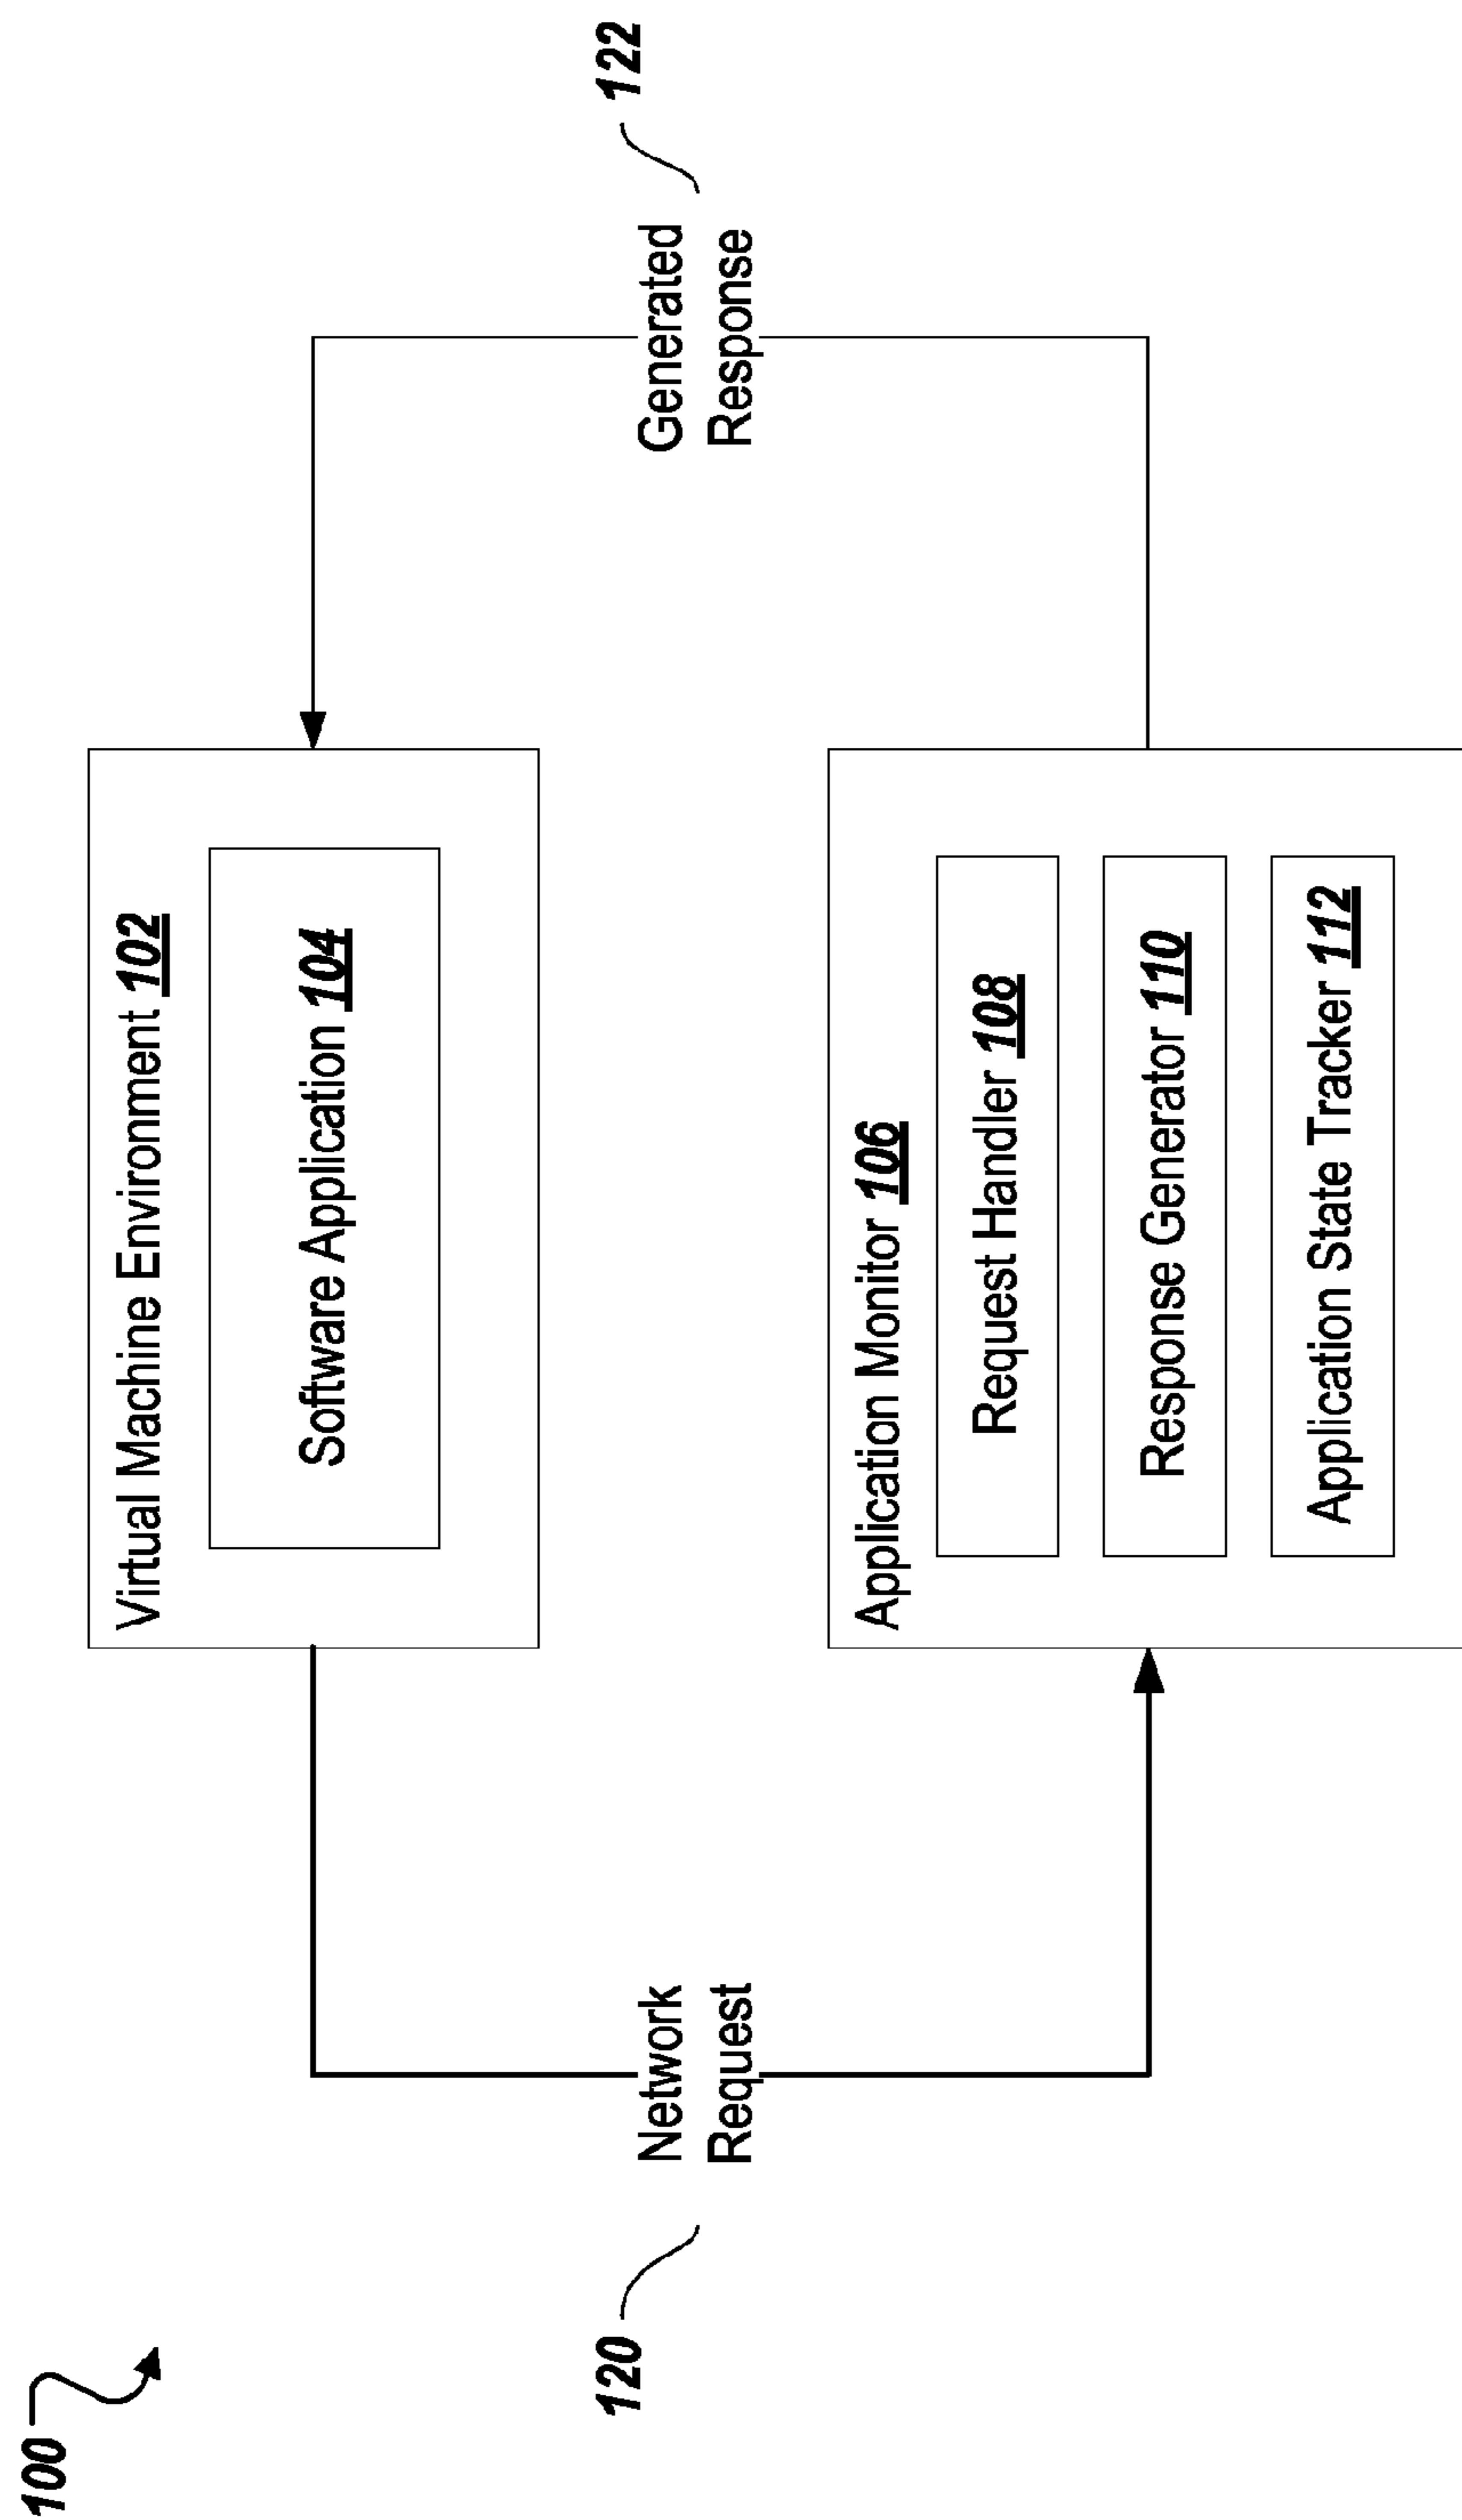 100
Virtual Machine Environment 102
Software Application 104
120
Network
Request
Generated
Response
122
Application Monitor 106
Request Handler 108
Response Generator 110
Application State Tracker 112